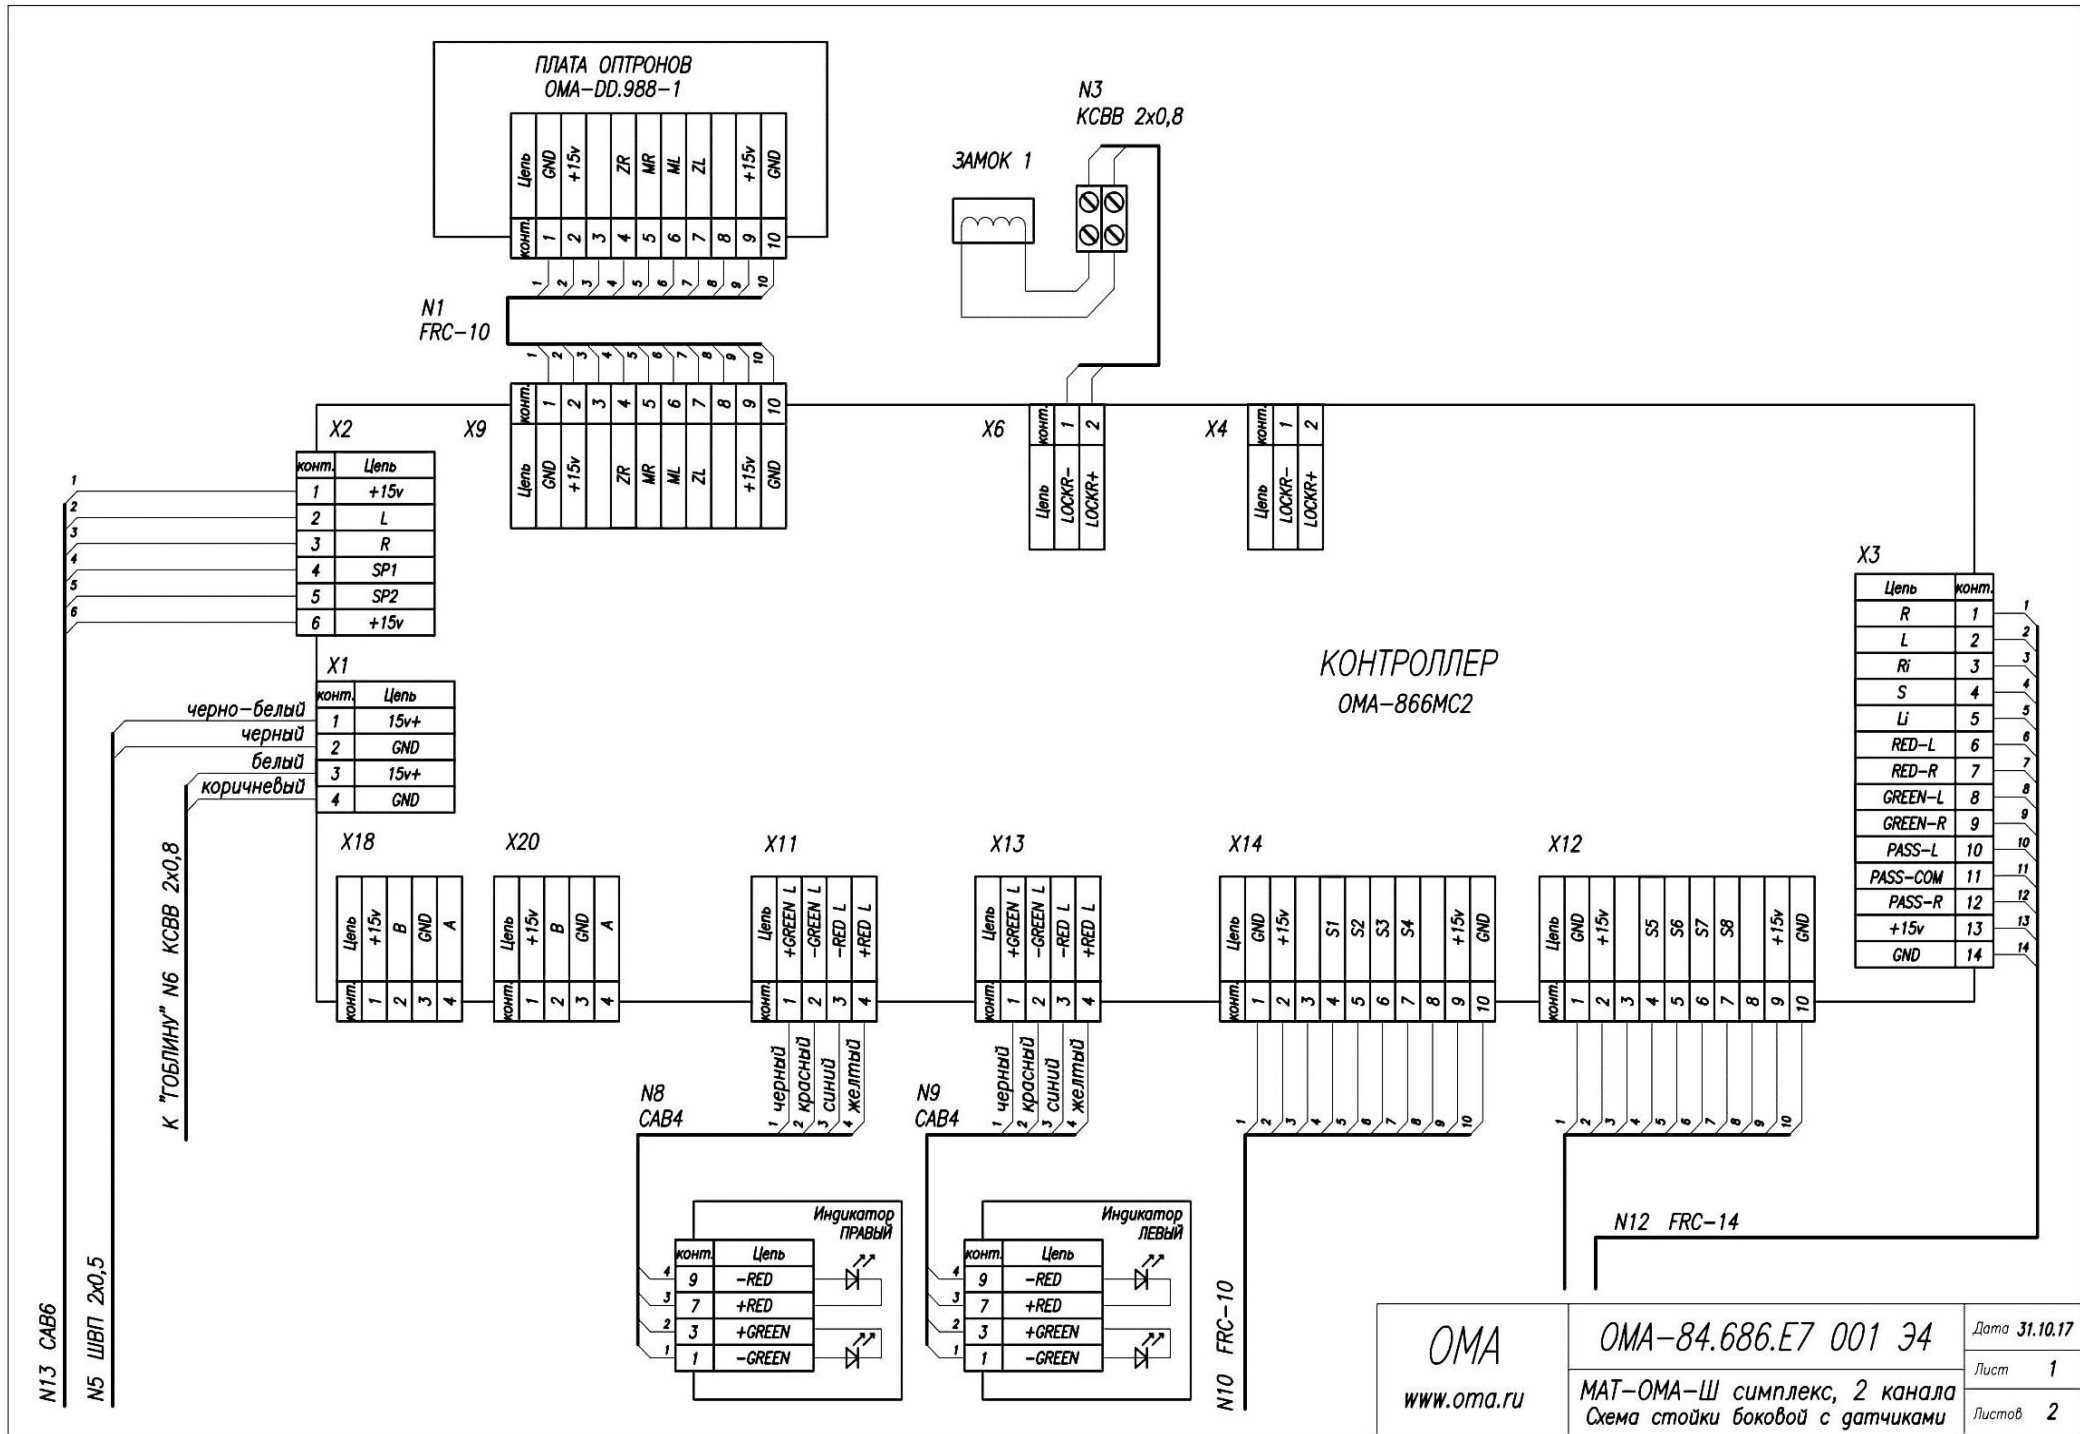 ПЛАТА ОПТРОНОВ
ОМА-DD.988-1
Цепь GND +15v ZR MR ML ZL +15v GND
конт. 1 2 3 4 5 6 7 8 9 10
1 2 3 4 5 6 7 8 9 10
N1
FRC-10
1 2 3 4 5 6 7 8 9 10
X9
конт. 1 2 3 4 5 6 7 8 9 10
Цепь GND +15v ZR MR ML ZL +15v GND
N3
КСВВ 2х0,8
ЗАМОК 1
X6
конт. 1 2
Цепь LOCKR- LOCKR+
X4
конт. 1 2
Цепь LOCKR- LOCKR+
X2
конт. Цепь
1 1 +15v
2 2 L
3 3 R
4 4 SP1
5 5 SP2
6 6 +15v
X1
конт. Цепь
черно-белый 1 15v+
черный 2 GND
белый 3 15v+
коричневый 4 GND
КОНТРОЛЛЕР
ОМА-866МС2
X3
Цепь конт.
R 1 1
L 2 2
Ri 3 3
S 4 4
Li 5 5
RED-L 6 6
RED-R 7 7
GREEN-L 8 8
GREEN-R 9 9
PASS-L 10 10
PASS-COM 11 11
PASS-R 12 12
+15v 13 13
GND 14 14
X18
Цепь +15v B GND A
конт. 1 2 3 4
X20
Цепь +15v B GND A
конт. 1 2 3 4
X11
Цепь +GREEN L -GREEN L -RED L +RED L
конт. 1 2 3 4
черный красный синий желтый
1 2 3 4
X13
Цепь +GREEN L -GREEN L -RED L +RED L
конт. 1 2 3 4
черный красный синий желтый
1 2 3 4
X14
Цепь GND +15v S1 S2 S3 S4 +15v GND
конт. 1 2 3 4 5 6 7 8 9 10
1 2 3 4 5 6 7 8 9 10
X12
Цепь GND +15v S5 S6 S7 S8 +15v GND
конт. 1 2 3 4 5 6 7 8 9 10
1 2 3 4 5 6 7 8 9 10
N8
CAB4
Индикатор
ПРАВЫЙ
конт. Цепь
4 9 -RED
3 7 +RED
2 3 +GREEN
1 1 -GREEN
N9
CAB4
Индикатор
ЛЕВЫЙ
конт. Цепь
4 9 -RED
3 7 +RED
2 3 +GREEN
1 1 -GREEN
N13 CAB6
N5 ШВП 2х0,5
К "ГОБЛИНУ" N6 КСВВ 2х0,8
N10 FRC-10
N12 FRC-14
ОМА
www.oma.ru
ОМА-84.686.Е7 001 Э4
МАТ-ОМА-Ш симплекс, 2 канала
Схема стойки боковой с датчиками
Дата 31.10.17
Лист 1
Листов 2